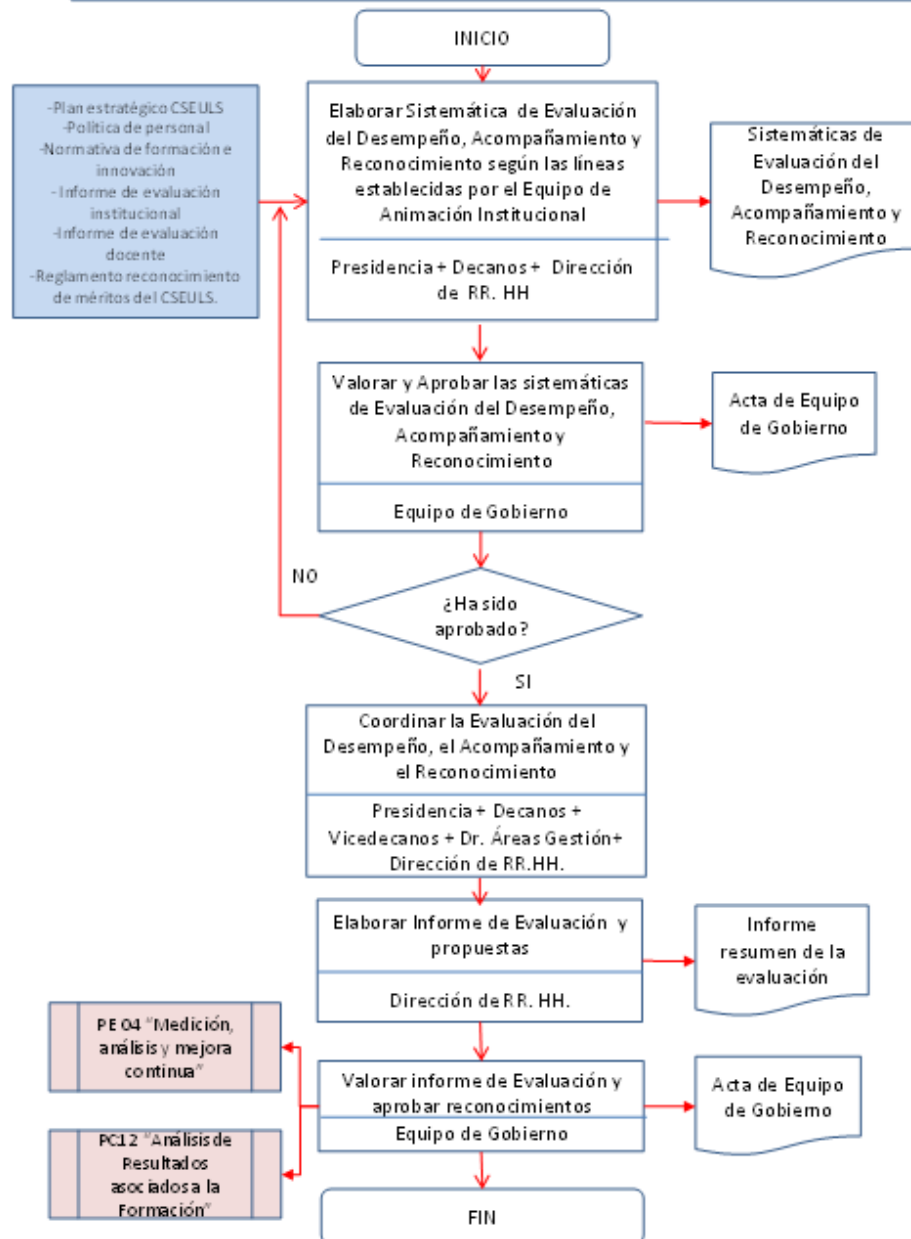 INICIO
-Plan estratégico CSEULS
-Política de personal
-Normativa de formación e
innovación
- Informe de evaluación
institucional
-Informe de evaluación
docente
-Reglamento reconocimiento
de méritos del CSEULS.
Elaborar Sistemática de Evaluación
del Desempeño, Acompañamiento y
Reconocimiento según las líneas
establecidas por el Equipo de
Animación Institucional
Presidencia + Decanos + Dirección
de RR. HH
Sistemáticas de
Evaluación del
Desempeño,
Acompañamiento y
Reconocimiento
Valorar y Aprobar las sistemáticas
de Evaluación del Desempeño,
Acompañamiento y
Reconocimiento
Equipo de Gobierno
Acta de Equipo
de Gobierno
NO
¿Ha sido
aprobado?
SI
Coordinar la Evaluación del
Desempeño, el Acompañamiento y
el Reconocimiento
Presidencia + Decanos +
Vicedecanos + Dr. Áreas Gestión+
Dirección de RR.HH.
Elaborar Informe de Evaluación y
propuestas
Dirección de RR. HH.
Informe
resumen de la
evaluación
PE 04 "Medición,
análisis y mejora
continua"
Valorar informe de Evaluación y
aprobar reconocimientos
Equipo de Gobierno
Acta de Equipo
de Gobierno
PC12 "Análisis de
Resultados
asociados a la
Formación"
FIN